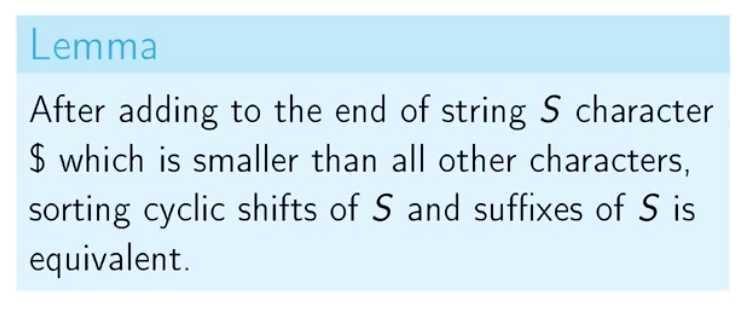 Lemma
After adding to the end of string S character
$ which is smaller than all other characters,
sorting cyclic shifts of S and suffixes of S is
equivalent.